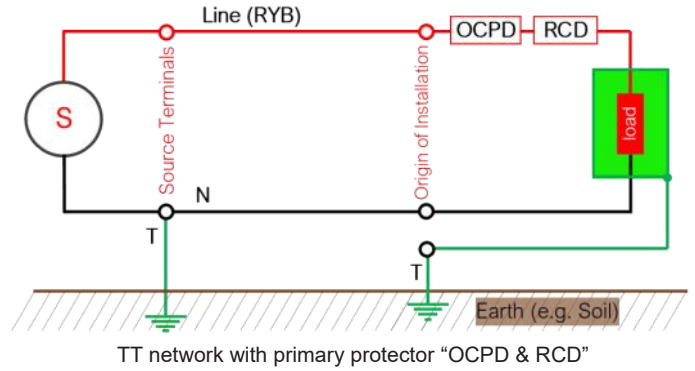 Line (RYB)
OCPD
RCD
S
Source Terminals
Origin of Installation
load
N
T
T
Earth (e.g. Soil)
TT network with primary protector “OCPD & RCD”